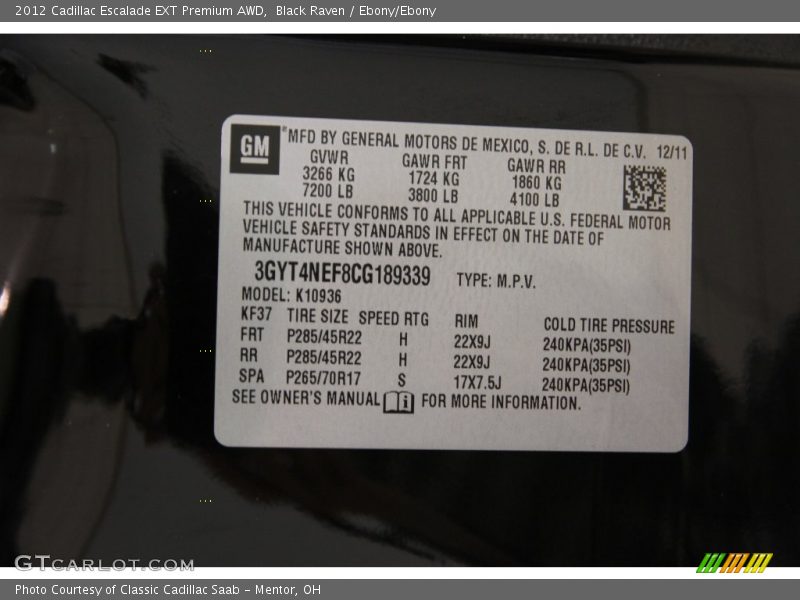 2012 Cadillac Escalade EXT Premium AWD, Black Raven / Ebony/Ebony
GM ® MFD BY GENERAL MOTORS DE MEXICO, S. DE R.L. DE C.V. 12/11
GVWR GAWR FRT GAWR RR
3266 KG 1724 KG 1860 KG
7200 LB 3800 LB 4100 LB
THIS VEHICLE CONFORMS TO ALL APPLICABLE U.S. FEDERAL MOTOR
VEHICLE SAFETY STANDARDS IN EFFECT ON THE DATE OF
MANUFACTURE SHOWN ABOVE.
3GYT4NEF8CG189339 TYPE: M.P.V.
MODEL: K10936
KF37 TIRE SIZE SPEED RTG RIM COLD TIRE PRESSURE
FRT P285/45R22 H 22X9J 240KPA(35PSI)
RR P285/45R22 H 22X9J 240KPA(35PSI)
SPA P265/70R17 S 17X7.5J 240KPA(35PSI)
SEE OWNER'S MANUAL FOR MORE INFORMATION.
GTCARLOT.COM
Photo Courtesy of Classic Cadillac Saab - Mentor, OH